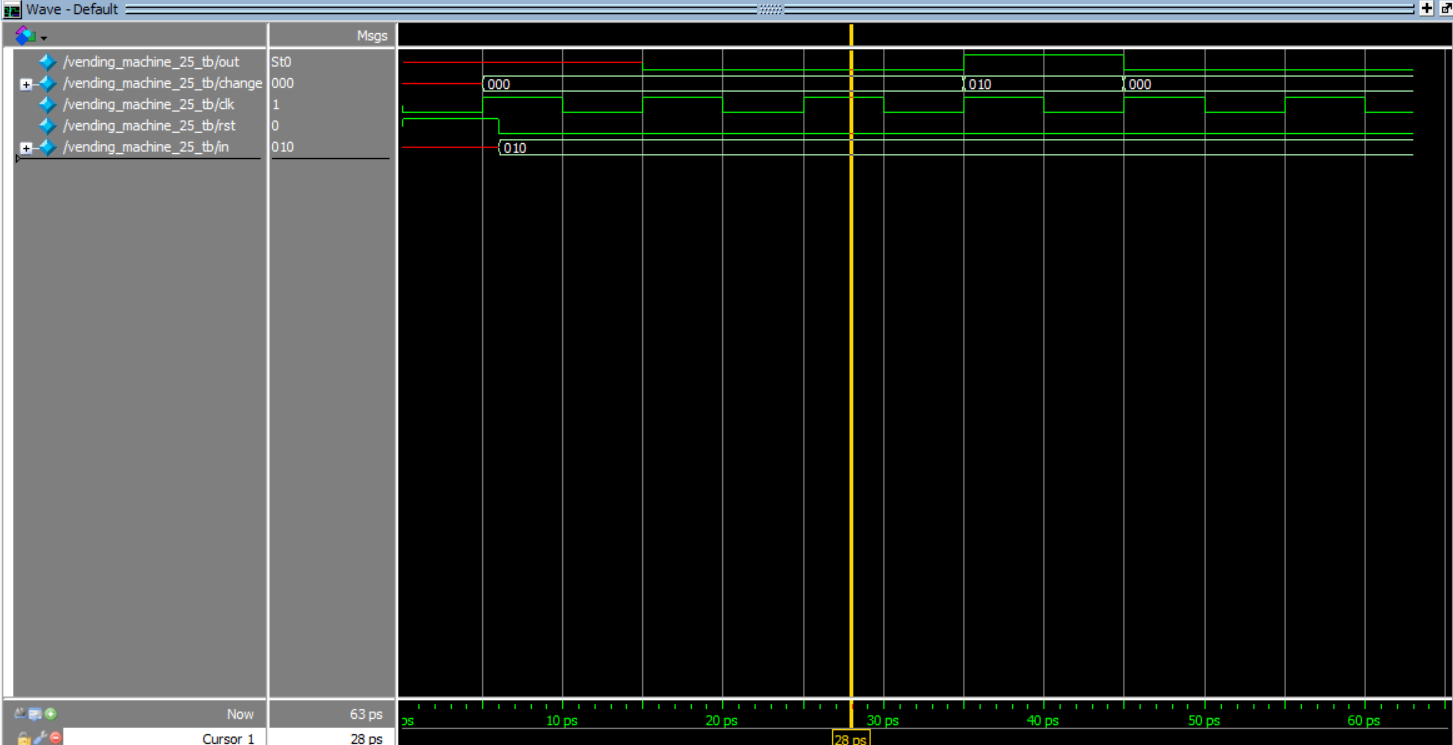 Wave - Default
Msgs
/vending_machine_25_tb/out St0
/vending_machine_25_tb/change 000 000 010 000
/vending_machine_25_tb/clk 1
/vending_machine_25_tb/rst 0
/vending_machine_25_tb/in 010 010
Now 63 ps ps 10 ps 20 ps 30 ps 40 ps 50 ps 60 ps
Cursor 1 28 ps 28 ps